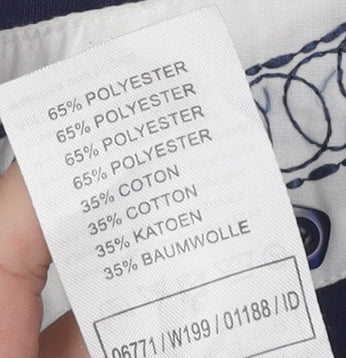 65% POLYESTER
65% POLYESTER
65% POLYESTER
65% POLYESTER
35% COTON
35% COTTON
35% KATOEN
35% BAUMWOLLE
06771 / W199 / 01188 / ID